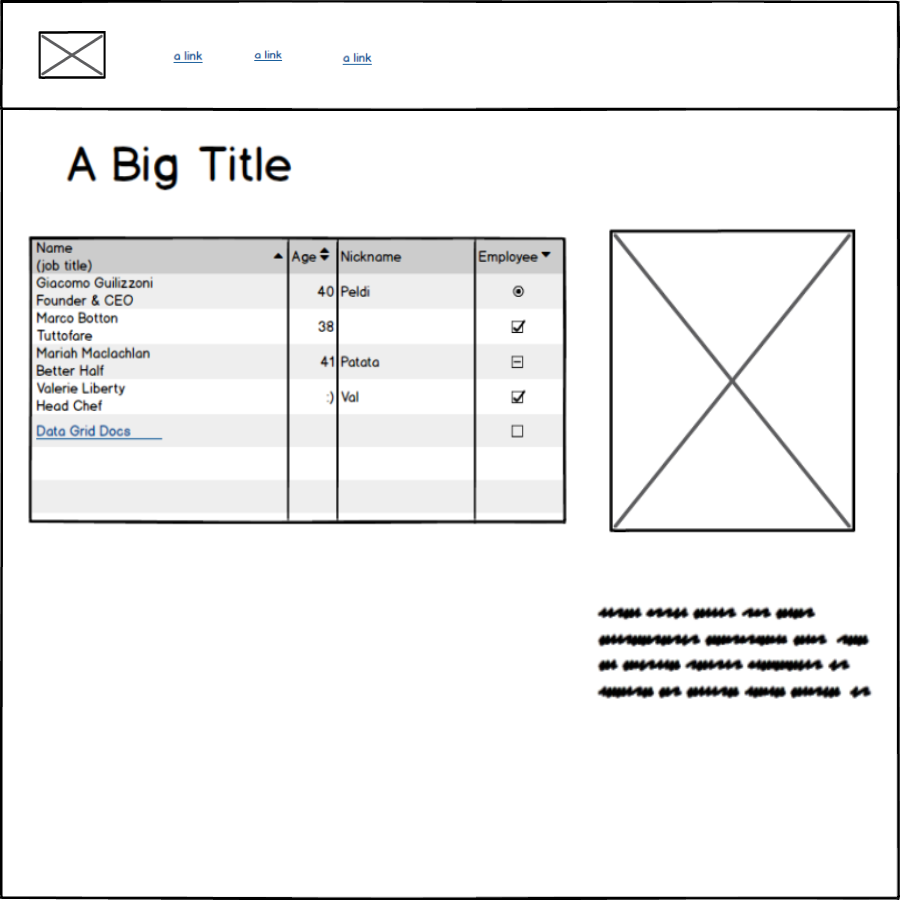 a link a link a link
A Big Title
Name
(job title)
Age Nickname Employee
Giacomo Guilizzoni
Founder & CEO
40 Peldi
Marco Botton
Tuttofare
38
Mariah Maclachlan
Better Half
41 Patata
Valerie Liberty
Head Chef
:) Val
Data Grid Docs